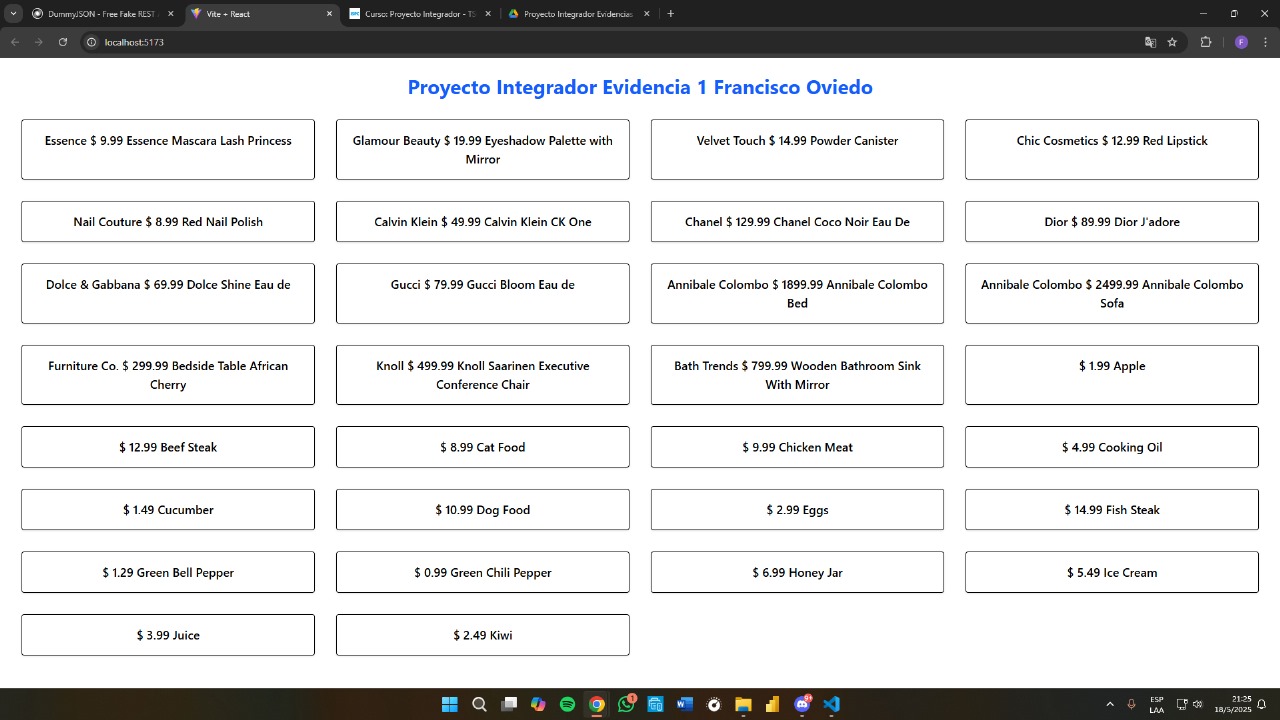 DummyJSON - Free Fake REST
Vite + React
Curso: Proyecto Integrador - TS
Proyecto Integrador Evidencias
localhost:5173
F
Proyecto Integrador Evidencia 1 Francisco Oviedo
Essence $ 9.99 Essence Mascara Lash Princess
Glamour Beauty $ 19.99 Eyeshadow Palette with
Mirror
Velvet Touch $ 14.99 Powder Canister
Chic Cosmetics $ 12.99 Red Lipstick
Nail Couture $ 8.99 Red Nail Polish
Calvin Klein $ 49.99 Calvin Klein CK One
Chanel $ 129.99 Chanel Coco Noir Eau De
Dior $ 89.99 Dior J'adore
Dolce & Gabbana $ 69.99 Dolce Shine Eau de
Gucci $ 79.99 Gucci Bloom Eau de
Annibale Colombo $ 1899.99 Annibale Colombo
Bed
Annibale Colombo $ 2499.99 Annibale Colombo
Sofa
Furniture Co. $ 299.99 Bedside Table African
Cherry
Knoll $ 499.99 Knoll Saarinen Executive
Conference Chair
Bath Trends $ 799.99 Wooden Bathroom Sink
With Mirror
$ 1.99 Apple
$ 12.99 Beef Steak
$ 8.99 Cat Food
$ 9.99 Chicken Meat
$ 4.99 Cooking Oil
$ 1.49 Cucumber
$ 10.99 Dog Food
$ 2.99 Eggs
$ 14.99 Fish Steak
$ 1.29 Green Bell Pepper
$ 0.99 Green Chili Pepper
$ 6.99 Honey Jar
$ 5.49 Ice Cream
$ 3.99 Juice
$ 2.49 Kiwi
ESP
LAA
21:25
18/5/2025